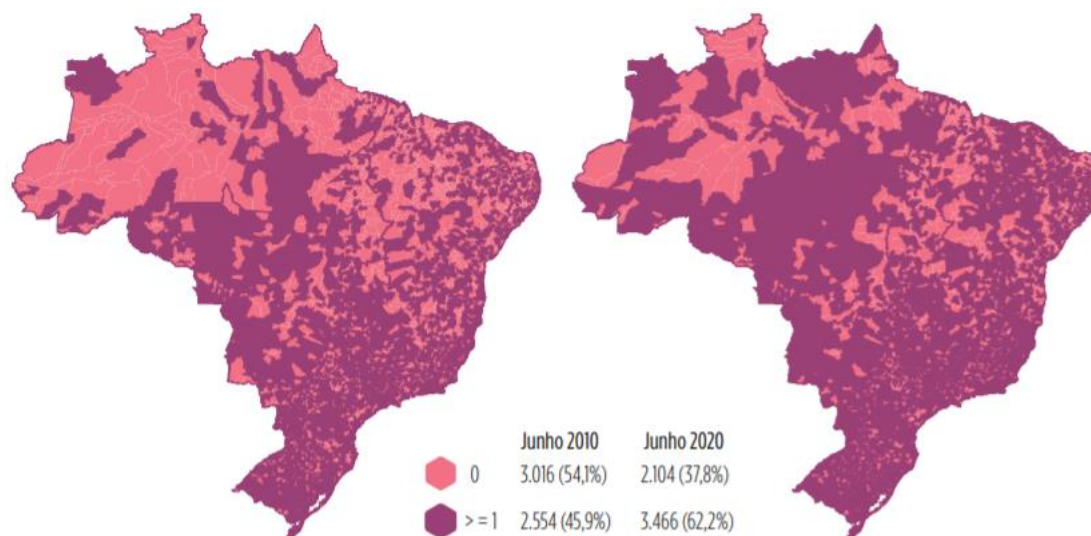 Junho 2010 Junho 2020
0 3.016 (54,1%) 2.104 (37,8%)
> = 1 2.554 (45,9%) 3.466 (62,2%)